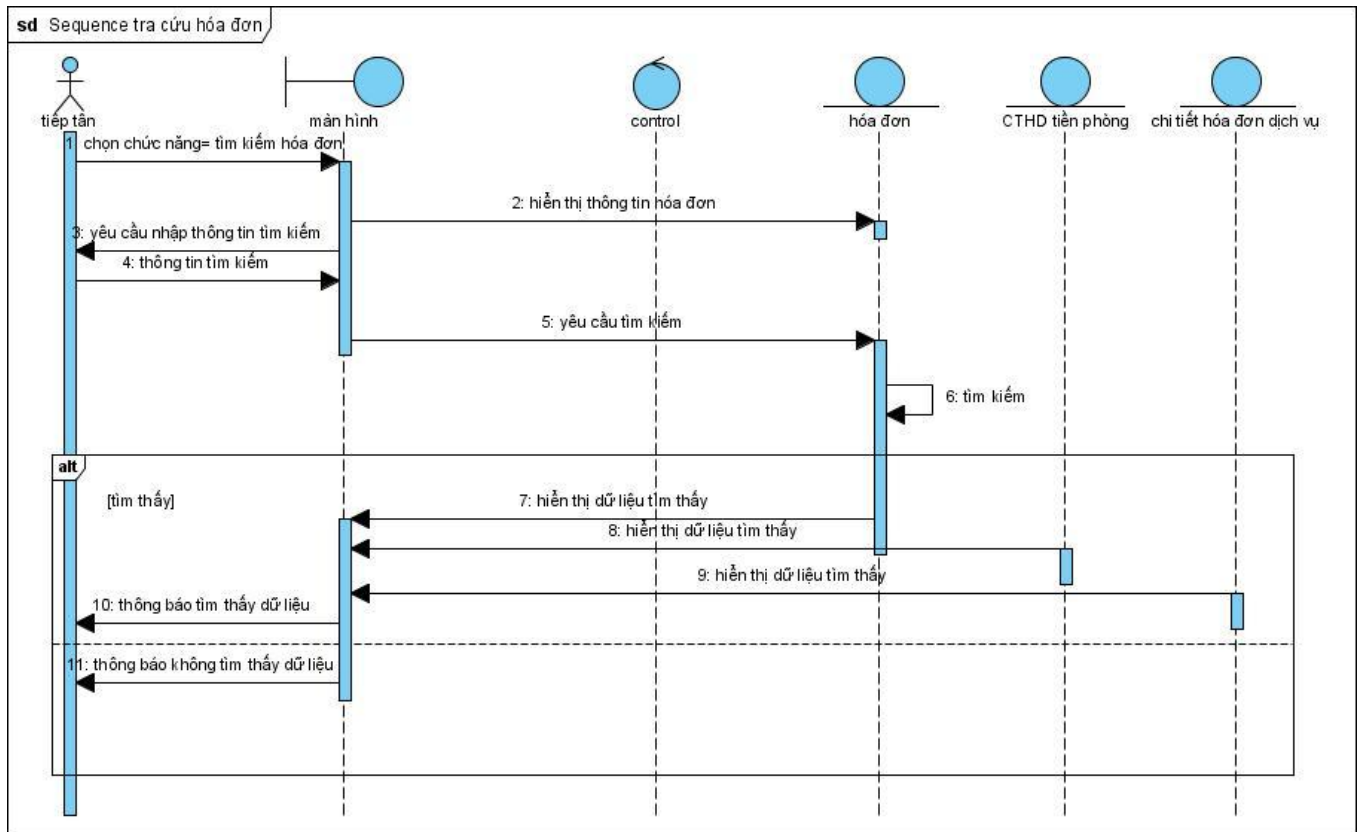 sd Sequence tra cứu hóa đơn
tiếp tân
màn hình
control
hóa đơn
CTHD tiền phòng
chi tiết hóa đơn dịch vụ
1 chọn chức năng= tìm kiếm hóa đơn
2: hiển thị thông tin hóa đơn
3: yêu cầu nhập thông tin tìm kiếm
4: thông tin tìm kiếm
5: yêu cầu tìm kiếm
6: tìm kiếm
alt
[tìm thấy]
7: hiển thị dữ liệu tìm thấy
8: hiển thị dữ liệu tìm thấy
9: hiển thị dữ liệu tìm thấy
10: thông báo tìm thấy dữ liệu
11: thông báo không tìm thấy dữ liệu